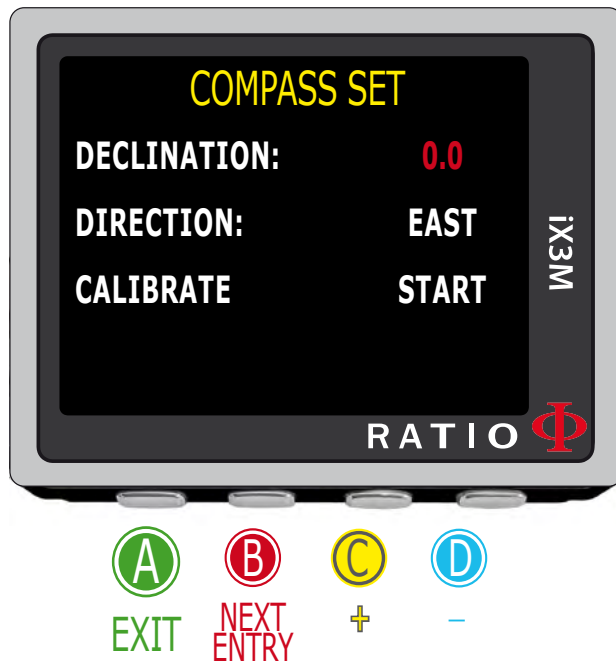 COMPASS SET
DECLINATION: 0.0
DIRECTION: EAST
CALIBRATE START
iX3M
RATIO
A B C D
EXIT NEXT ENTRY + −